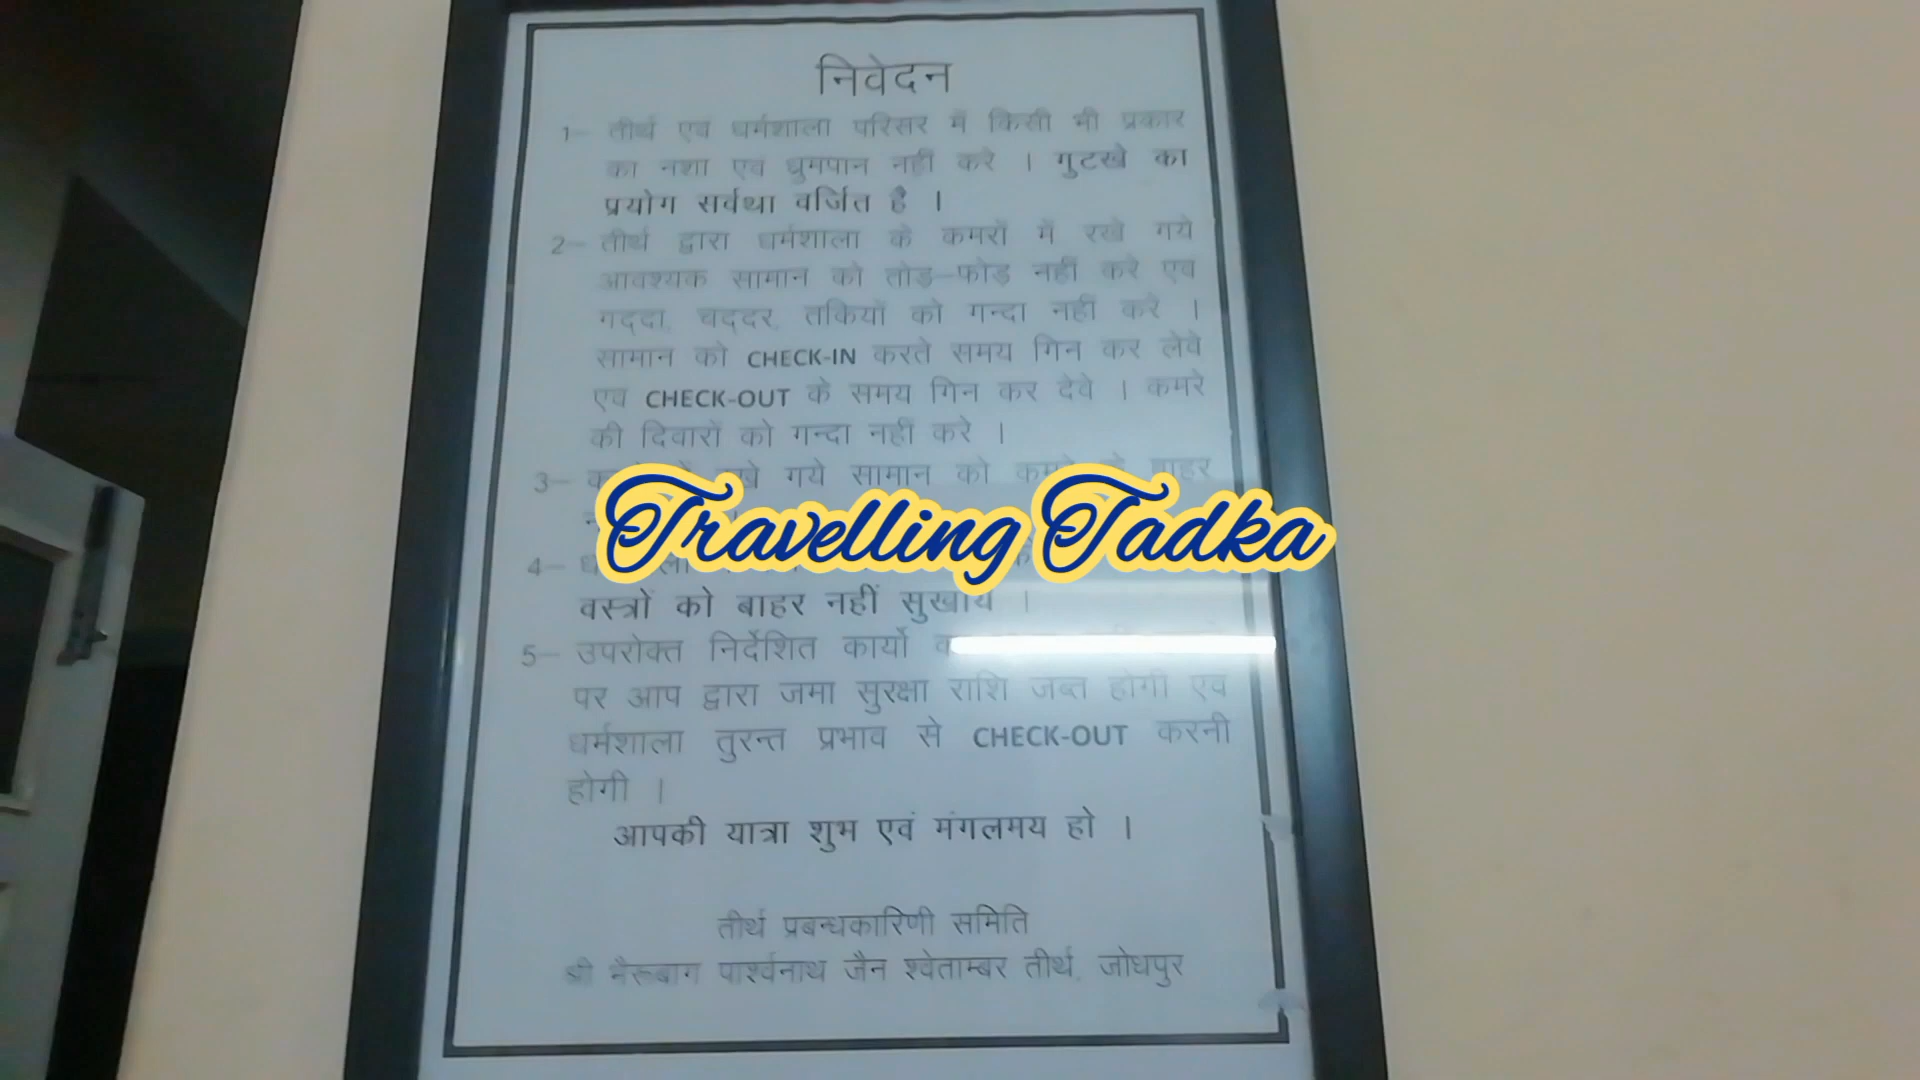 निवेदन
1– तीर्थ एवं धर्मशाला परिसर में किसी भी प्रकार
का नशा एवं धुम्रपान नहीं करे । गुटखे का
प्रयोग सर्वथा वर्जित है ।
2– तीर्थ द्वारा धर्मशाला के कमरों में रखे गये
आवश्यक सामान को तोड़–फोड़ नहीं करे एवं
गद्दा, चद्दर, तकियों को गन्दा नहीं करे ।
सामान को CHECK-IN करते समय गिन कर लेवे
एवं CHECK-OUT के समय गिन कर देवे । कमरे
की दिवारों को गन्दा नहीं करे ।
3– गये सामान को बाहर
Travelling Tadka
4–
वस्त्रों को बाहर नहीं सुखाये ।
5– उपरोक्त निर्देशित कार्यो
पर आप द्वारा जमा सुरक्षा राशि जब्त होगी एवं
धर्मशाला तुरन्त प्रभाव से CHECK-OUT करनी
होगी ।
आपकी यात्रा शुभ एवं मंगलमय हो ।
तीर्थ प्रबन्धकारिणी समिति
श्री भैरूबाग पार्श्वनाथ जैन श्वेताम्बर तीर्थ, जोधपुर